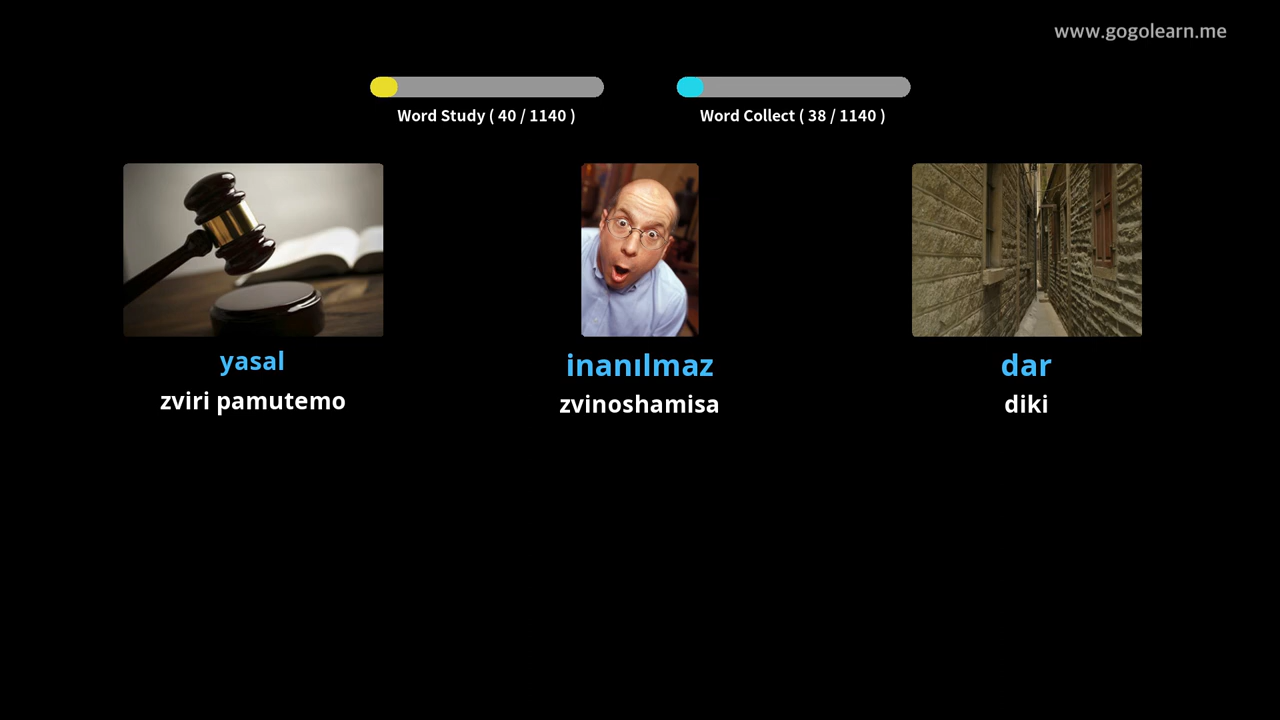 www.gogolearn.me
Word Study ( 40 / 1140 )
Word Collect ( 38 / 1140 )
yasal
inanılmaz
dar
zviri pamutemo
zvinoshamisa
diki